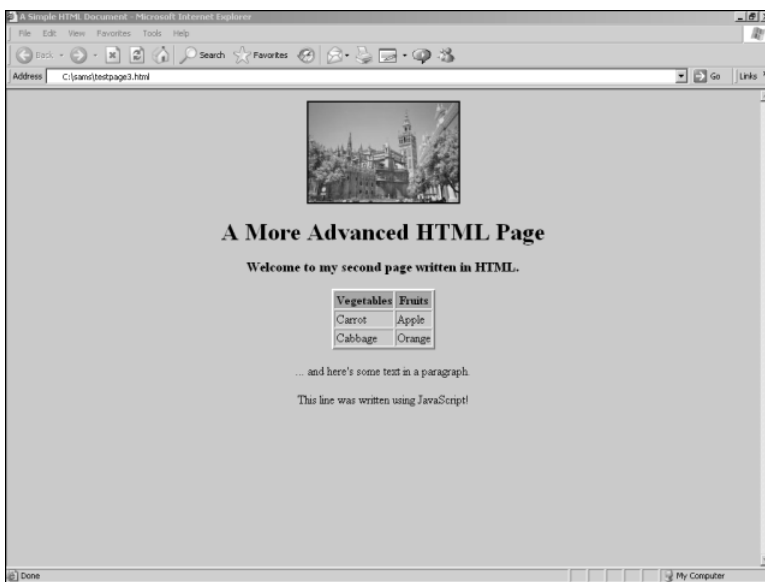 A Simple HTML Document - Microsoft Internet Explorer
File Edit View Favorites Tools Help
Back Search Favorites
Address C:\sams\testpage3.html Go Links
A More Advanced HTML Page
Welcome to my second page written in HTML.
Vegetables Fruits
Carrot Apple
Cabbage Orange
... and here's some text in a paragraph.
This line was written using JavaScript!
Done My Computer